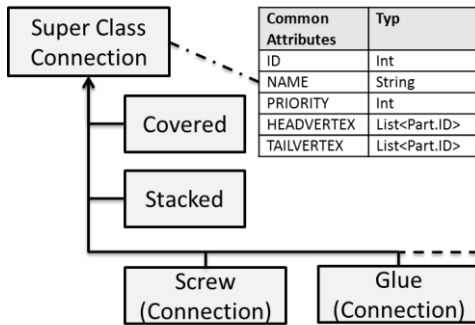 Super Class
Connection
Common Typ
Attributes
ID Int
NAME String
PRIORITY Int
HEADVERTEX List<Part.ID>
TAILVERTEX List<Part.ID>
Covered
Stacked
Screw
(Connection)
Glue
(Connection)